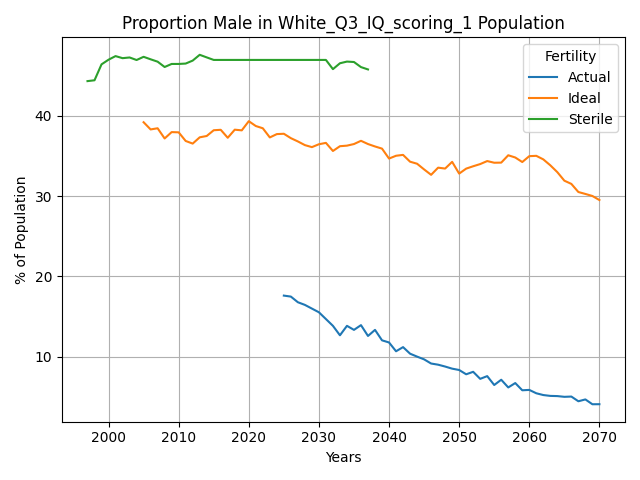 Proportion Male in White_Q3_IQ_scoring_1 Population
Fertility
Actual
Ideal
Sterile
% of Population
40
30
20
10
2000 2010 2020 2030 2040 2050 2060 2070
Years